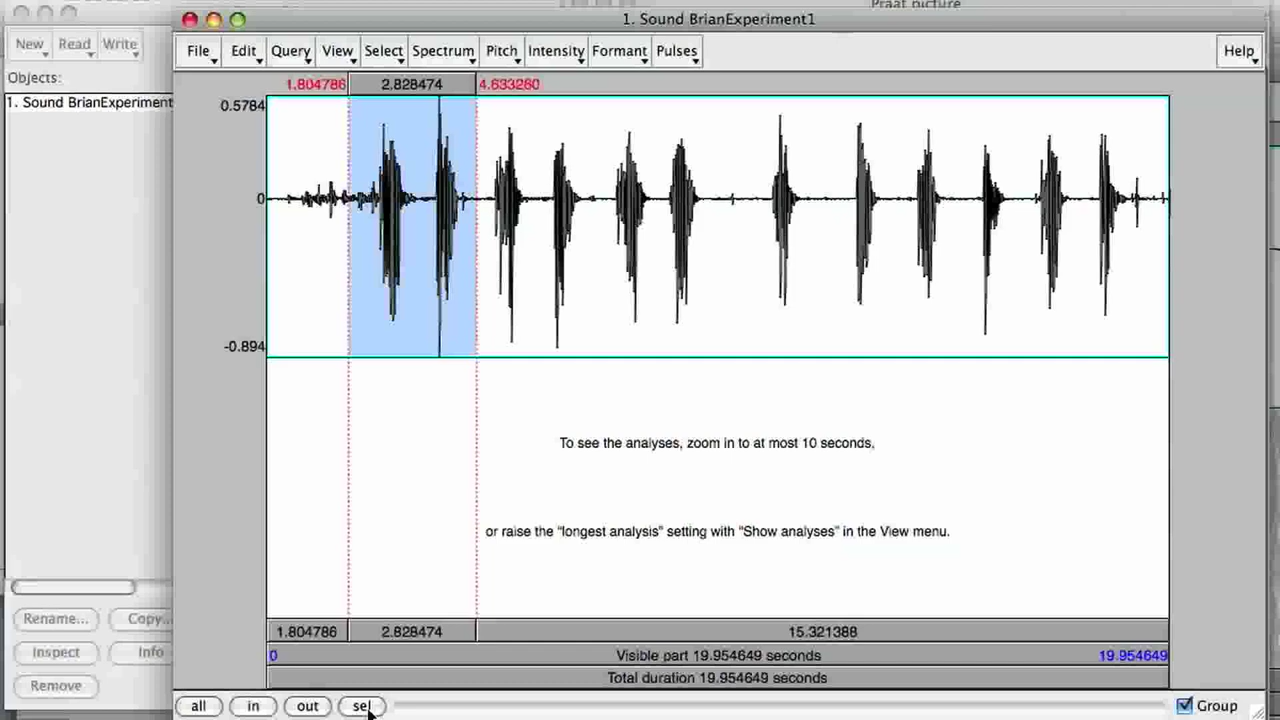 Praat picture
1. Sound BrianExperiment1
New Read Write
File Edit Query View Select Spectrum Pitch Intensity Formant Pulses Help
Objects:
1.804786 2.828474 4.633260
1. Sound BrianExperiment
0.5784
0
-0.894
To see the analyses, zoom in to at most 10 seconds,
or raise the "longest analysis" setting with "Show analyses" in the View menu.
Rename... Copy...
1.804786 2.828474 15.321388
Inspect Info
0 Visible part 19.954649 seconds 19.954649
Remove
Total duration 19.954649 seconds
all in out sel Group